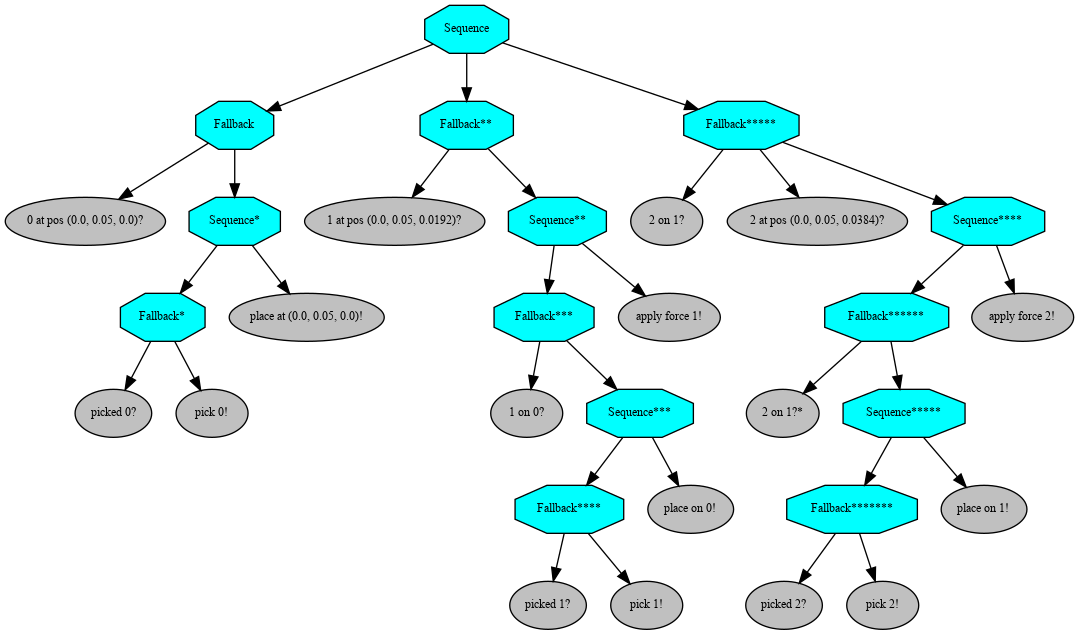 Sequence
Fallback
Fallback**
Fallback*****
0 at pos (0.0, 0.05, 0.0)?
Sequence*
1 at pos (0.0, 0.05, 0.0192)?
Sequence**
2 on 1?
2 at pos (0.0, 0.05, 0.0384)?
Sequence****
Fallback*
place at (0.0, 0.05, 0.0)!
Fallback***
apply force 1!
Fallback******
apply force 2!
picked 0?
pick 0!
1 on 0?
Sequence***
2 on 1?*
Sequence*****
Fallback****
place on 0!
Fallback*******
place on 1!
picked 1?
pick 1!
picked 2?
pick 2!